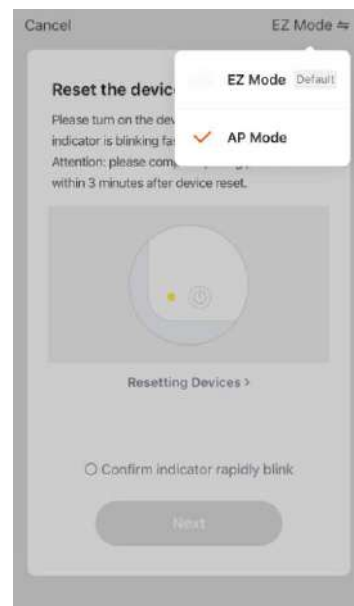 Cancel
EZ Mode ⇋
EZ Mode Default
AP Mode
Reset the devic
Please turn on the dev
indicator is blinking fa
Attention: please com
within 3 minutes after device reset.
Resetting Devices >
Confirm indicator rapidly blink
Next